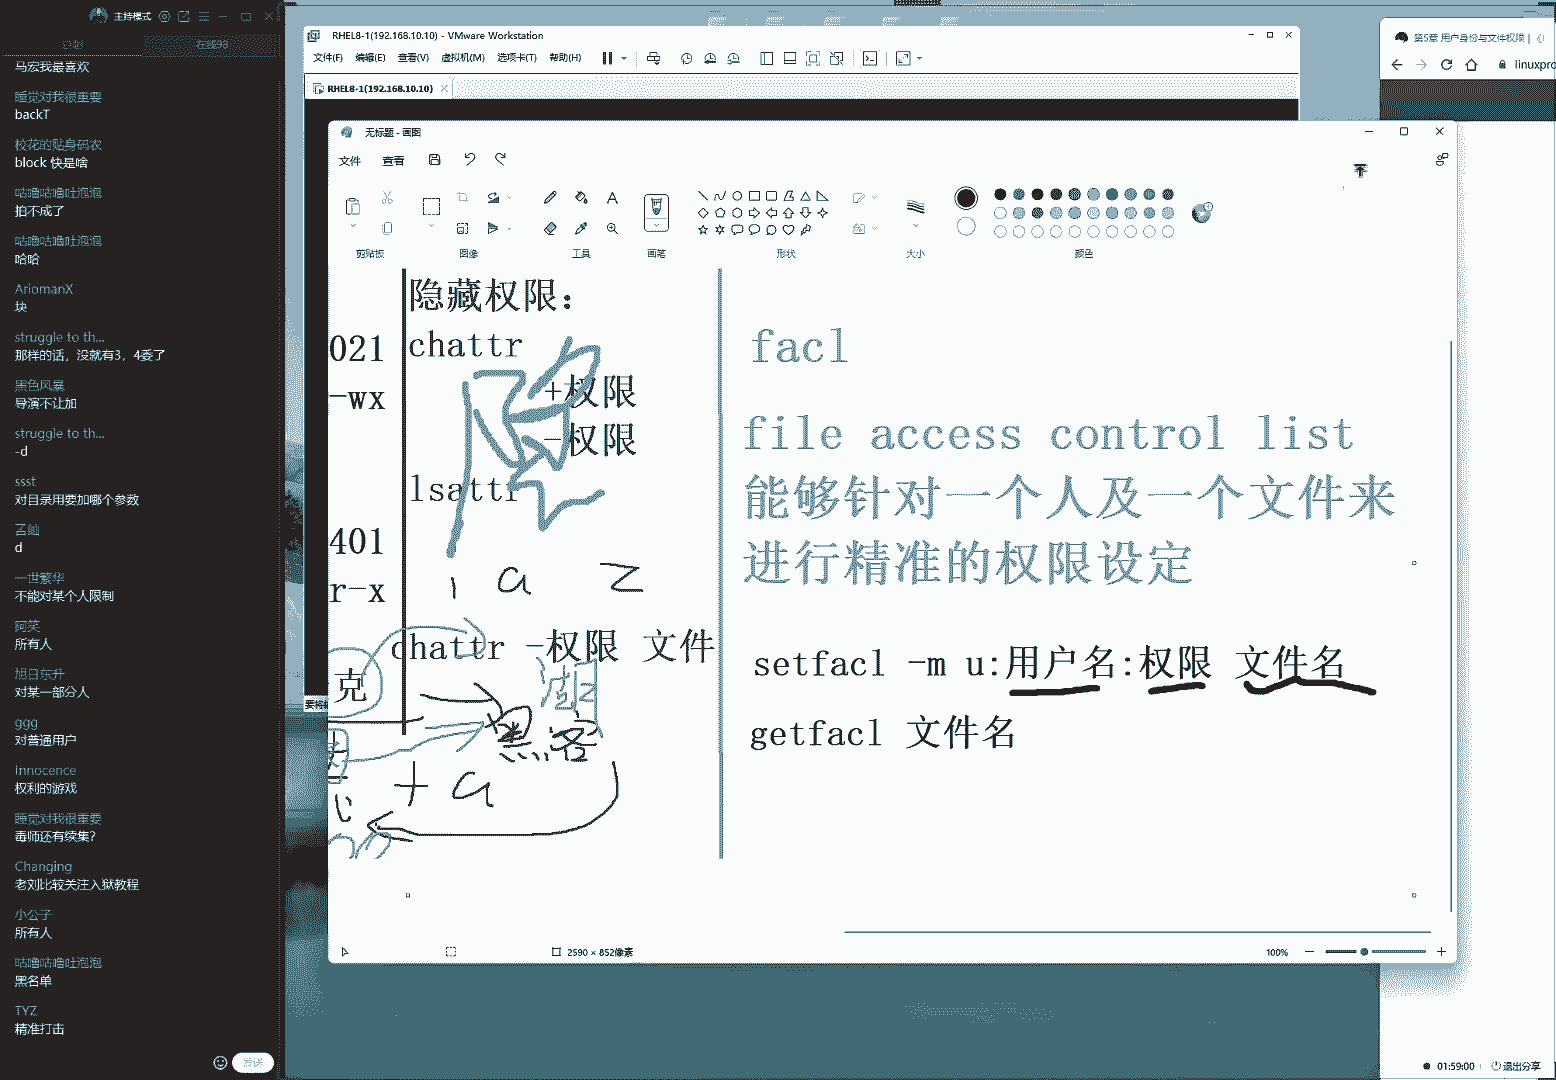 主持模式
在线98
马宏我最喜欢
睡觉对我很重要
backT
校花的贴身码农
block 快是啥
咕噜咕噜吐泡泡
拍不成了
咕噜咕噜吐泡泡
哈哈
AriomanX
块
struggle to th...
那样的话，没就有3，4季了
黑色风暴
导演不让加
struggle to th...
-d
ssst
对目录用要加哪个参数
d
一世繁华
不能对某个人限制
阿笑
所有人
旭日东升
对某一部分人
ggg
对普通用户
Innocence
权利的游戏
睡觉对我很重要
毒师还有续集?
Changing
老刘比较关注入狱教程
小公子
所有人
咕噜咕噜吐泡泡
黑名单
TYZ
精准打击
发送
RHEL8-1(192.168.10.10) - VMware Workstation
文件(F) 编辑(E) 查看(V) 虚拟机(M) 选项卡(T) 帮助(H)
RHEL8-1(192.168.10.10)
第5章 用户身份与文件权限 |
linuxpro
无标题 - 画图
文件 查看
剪贴板 图像 工具 画笔 形状 大小 颜色
隐藏权限：
021 chattr
-wx +权限
-权限
lsattr
401
r-x
i a z
chattr -权限 文件
克
黑客
+a
facl
file access control list
能够针对一个人及一个文件来
进行精准的权限设定
setfacl -m u:用户名:权限 文件名
getfacl 文件名
2590 × 852像素
100%
01:59:00
退出分享